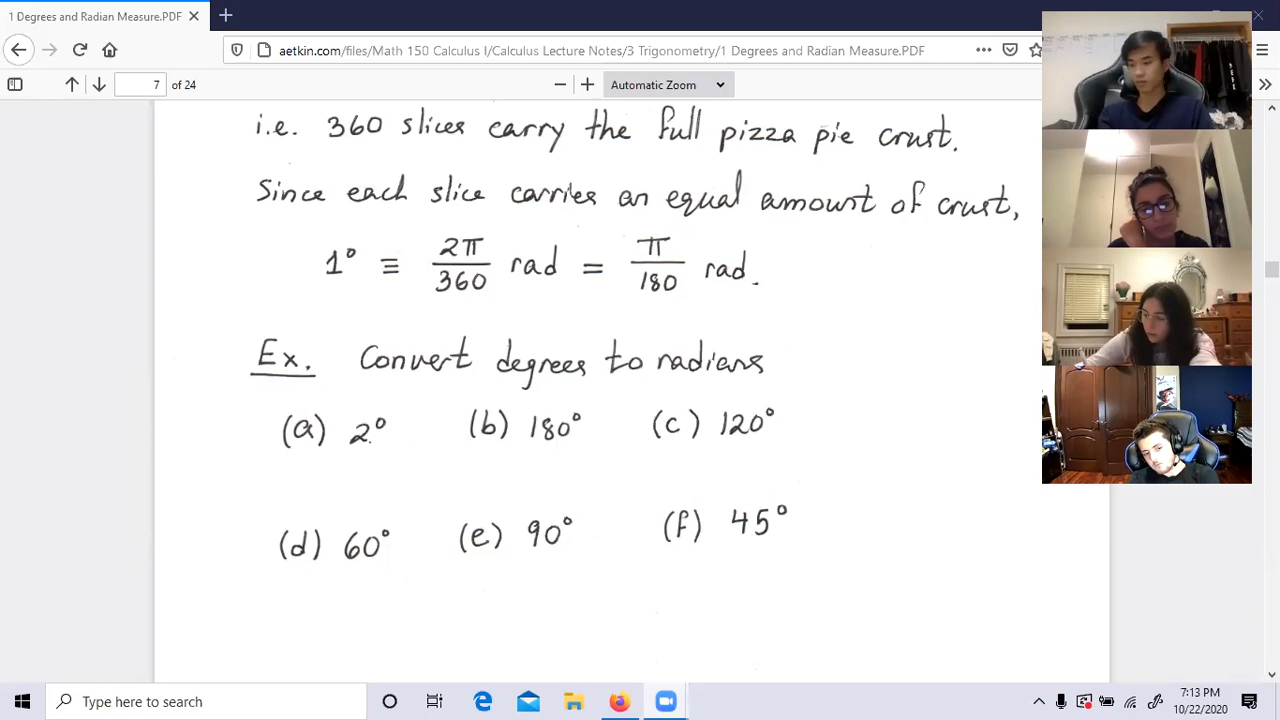 1 Degrees and Radian Measure.PDF
aetkin.com/files/Math 150 Calculus I/Calculus Lecture Notes/3 Trigonometry/1 Degrees and Radian Measure.PDF
7 of 24
Automatic Zoom
i.e. 360 slices carry the full pizza pie crust.
Since each slice carries an equal amount of crust,
1° ≡ 2π/360 rad = π/180 rad.
Ex. Convert degrees to radians
(a) 2° (b) 180° (c) 120°
(d) 60° (e) 90° (f) 45°
Type here to search
7:13 PM
10/22/2020